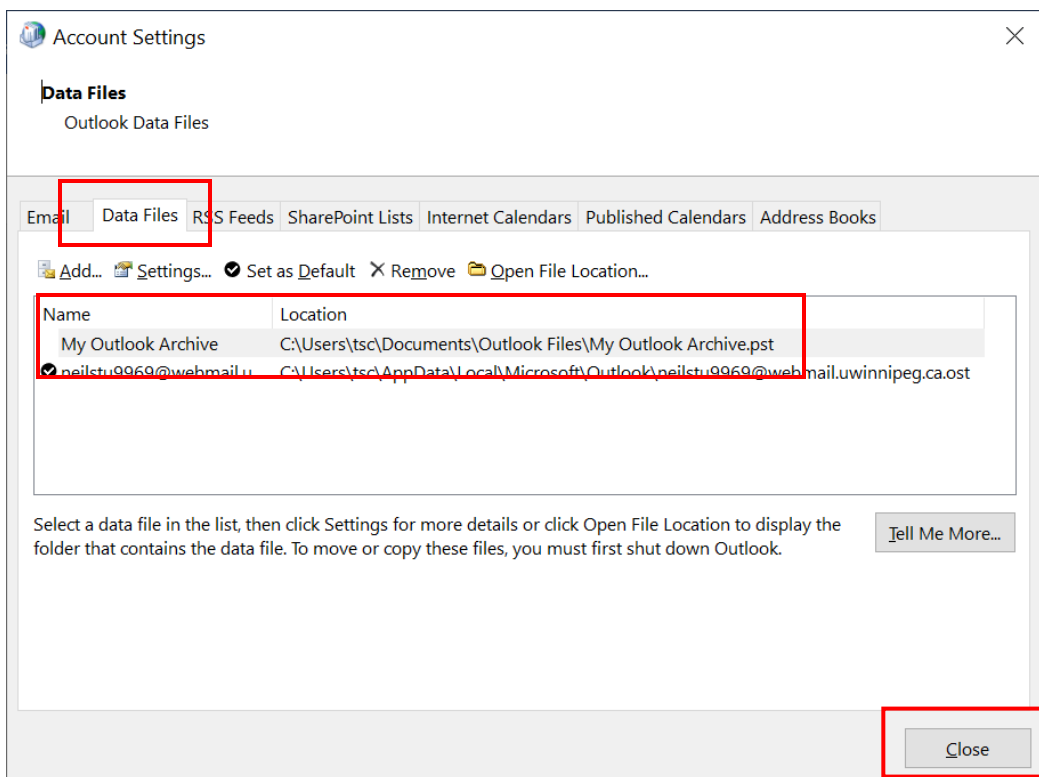 Account Settings
Data Files
Outlook Data Files
Email Data Files RSS Feeds SharePoint Lists Internet Calendars Published Calendars Address Books
Add... Settings... Set as Default Remove Open File Location...
Name Location
My Outlook Archive C:\Users\tsc\Documents\Outlook Files\My Outlook Archive.pst
neilstu9969@webmail.u... C:\Users\tsc\AppData\Local\Microsoft\Outlook\neilstu9969@webmail.uwinnipeg.ca.ost
Select a data file in the list, then click Settings for more details or click Open File Location to display the
folder that contains the data file. To move or copy these files, you must first shut down Outlook.
Tell Me More...
Close